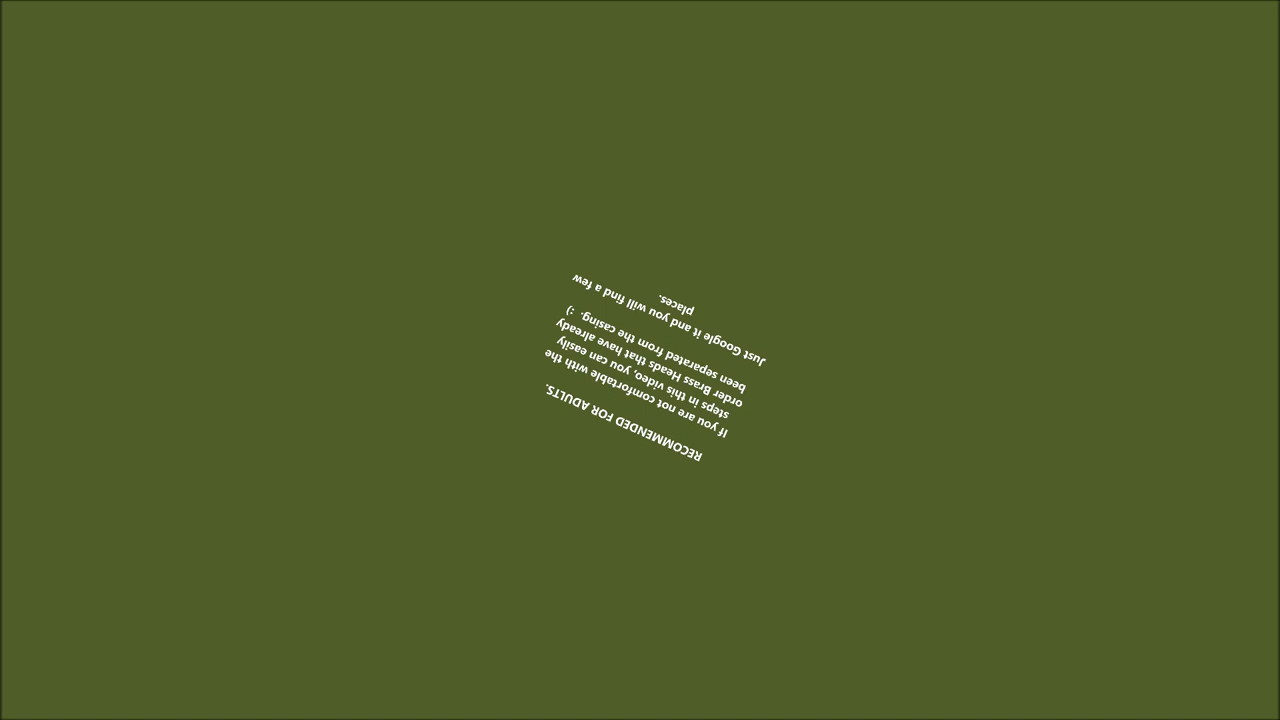 RECOMMENDED FOR ADULTS.
If you are not comfortable with the
steps in this video, you can easily
order Brass Heads that have already
been separated from the casing.  :)
Just Google it and you will find a few
places.